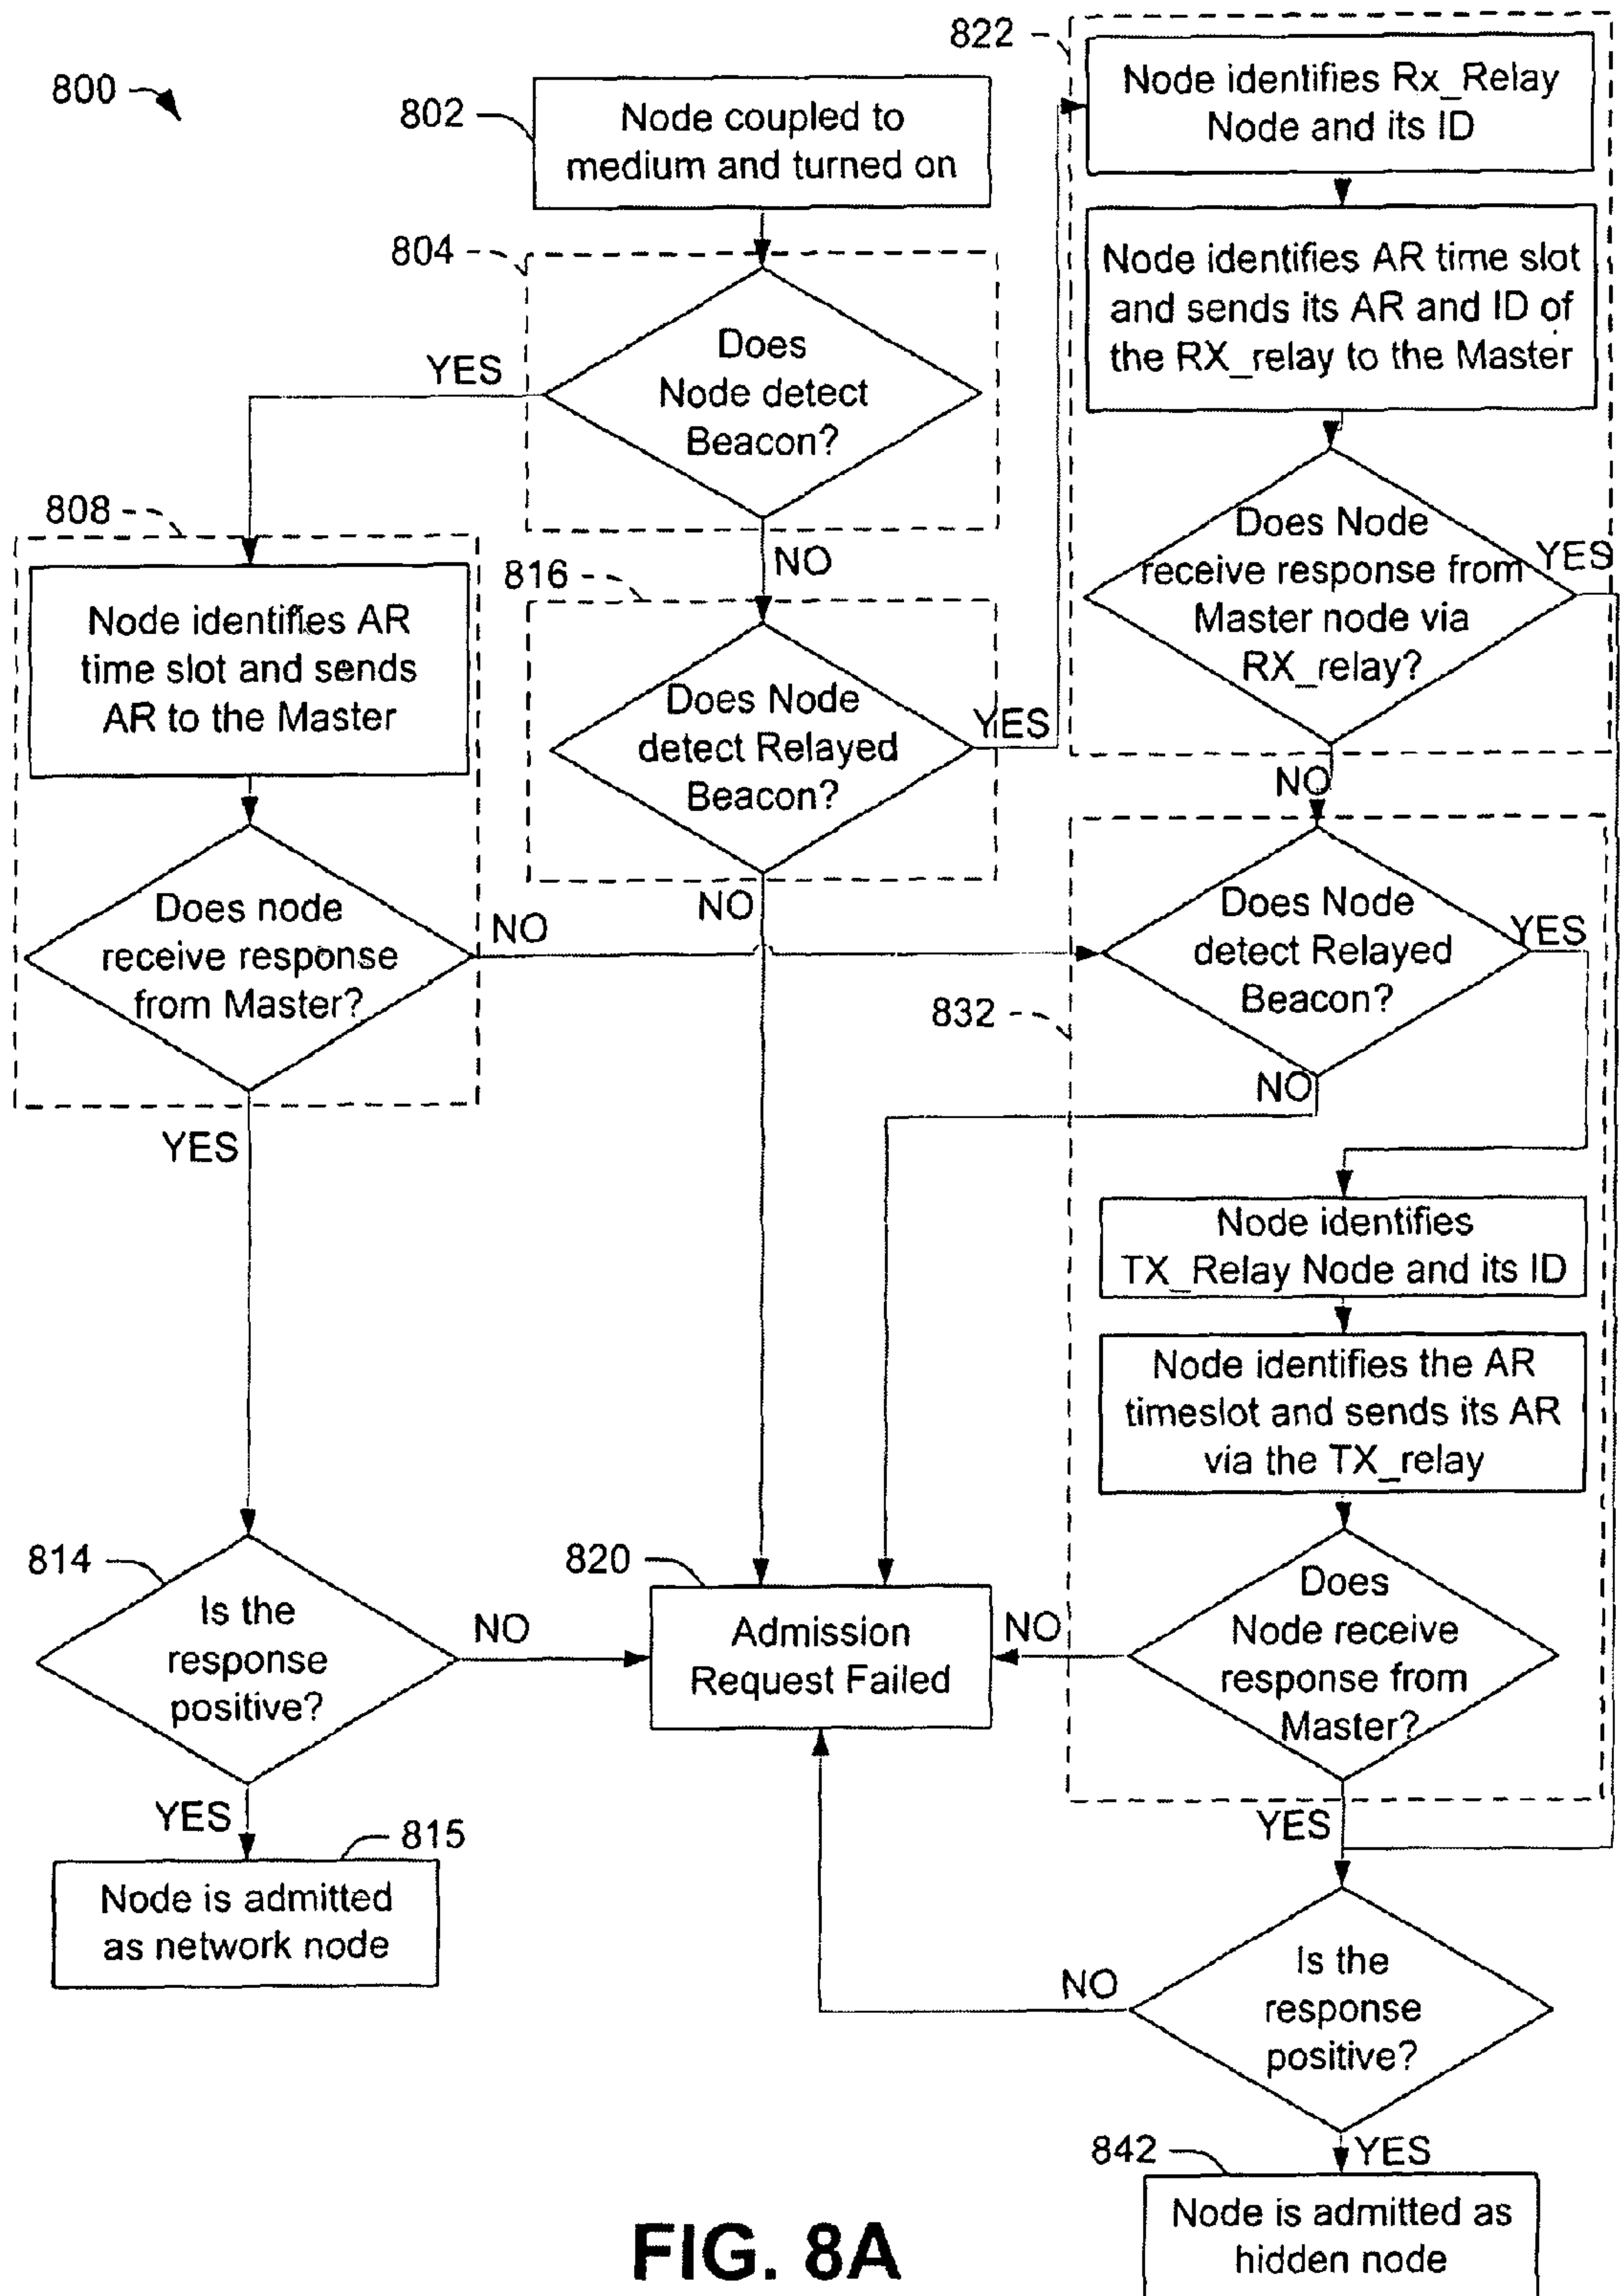 800
802
Node coupled to
medium and turned on
804
Does
Node detect
Beacon?
YES
NO
808
Node identifies AR
time slot and sends
AR to the Master
Does node
receive response
from Master?
NO
YES
816
Does Node
detect Relayed
Beacon?
YES
NO
822
Node identifies Rx_Relay
Node and its ID
Node identifies AR time slot
and sends its AR and ID of
the RX_relay to the Master
Does Node
receive response from
Master node via
RX_relay?
YES
NO
832
Does Node
detect Relayed
Beacon?
YES
NO
Node identifies
TX_Relay Node and its ID
Node identifies the AR
timeslot and sends its AR
via the TX_relay
Does
Node receive
response from
Master?
NO
YES
814
Is the
response
positive?
NO
YES
815
Node is admitted
as network node
820
Admission
Request Failed
Is the
response
positive?
NO
YES
842
Node is admitted as
hidden node
FIG. 8A